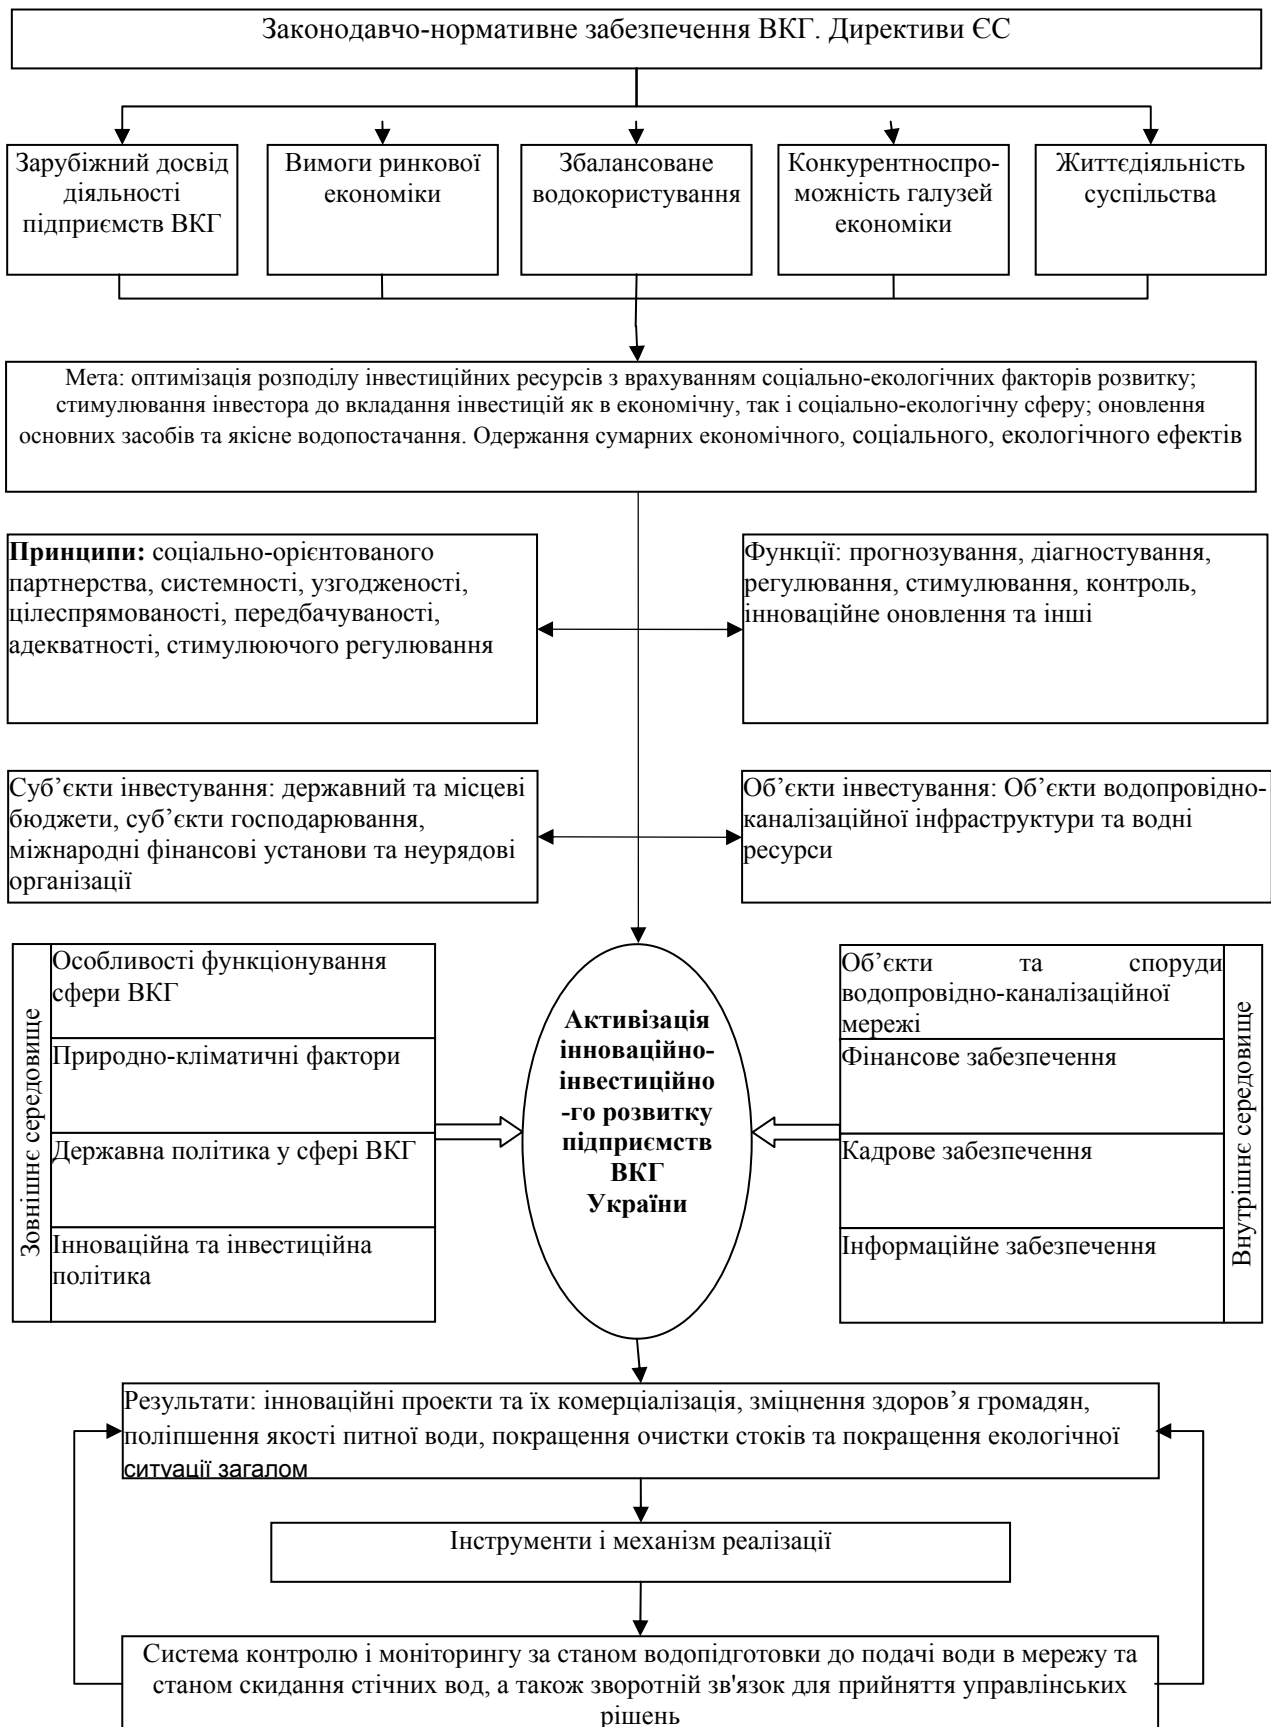 Законодавчо-нормативне забезпечення ВКГ. Директиви ЄС
Зарубіжний досвід
діяльності
підприємств ВКГ
Вимоги ринкової
економіки
Збалансоване
водокористування
Конкурентноспро-
можність галузей
економіки
Життєдіяльність
суспільства
Мета: оптимізація розподілу інвестиційних ресурсів з врахуванням соціально-екологічних факторів розвитку;
стимулювання інвестора до вкладання інвестицій як в економічну, так і соціально-екологічну сферу; оновлення
основних засобів та якісне водопостачання. Одержання сумарних економічного, соціального, екологічного ефектів
Принципи: соціально-орієнтованого
партнерства, системності, узгодженості,
цілеспрямованості, передбачуваності,
адекватності, стимулюючого регулювання
Функції: прогнозування, діагностування,
регулювання, стимулювання, контроль,
інноваційне оновлення та інші
Суб’єкти інвестування: державний та місцеві
бюджети, суб’єкти господарювання,
міжнародні фінансові установи та неурядові
організації
Об’єкти інвестування: Об’єкти водопровідно-
каналізаційної інфраструктури та водні
ресурси
Зовнішнє середовище
Особливості функціонування
сфери ВКГ
Природно-кліматичні фактори
Державна політика у сфері ВКГ
Інноваційна та інвестиційна
політика
Активізація
інноваційно-
інвестиційно
-го розвитку
підприємств
ВКГ
України
Об’єкти та споруди
водопровідно-каналізаційної
мережі
Фінансове забезпечення
Кадрове забезпечення
Інформаційне забезпечення
Внутрішнє середовище
Результати: інноваційні проекти та їх комерціалізація, зміцнення здоров’я громадян,
поліпшення якості питної води, покращення очистки стоків та покращення екологічної
ситуації загалом
Інструменти і механізм реалізації
Система контролю і моніторингу за станом водопідготовки до подачі води в мережу та
станом скидання стічних вод, а також зворотній зв'язок для прийняття управлінських
рішень